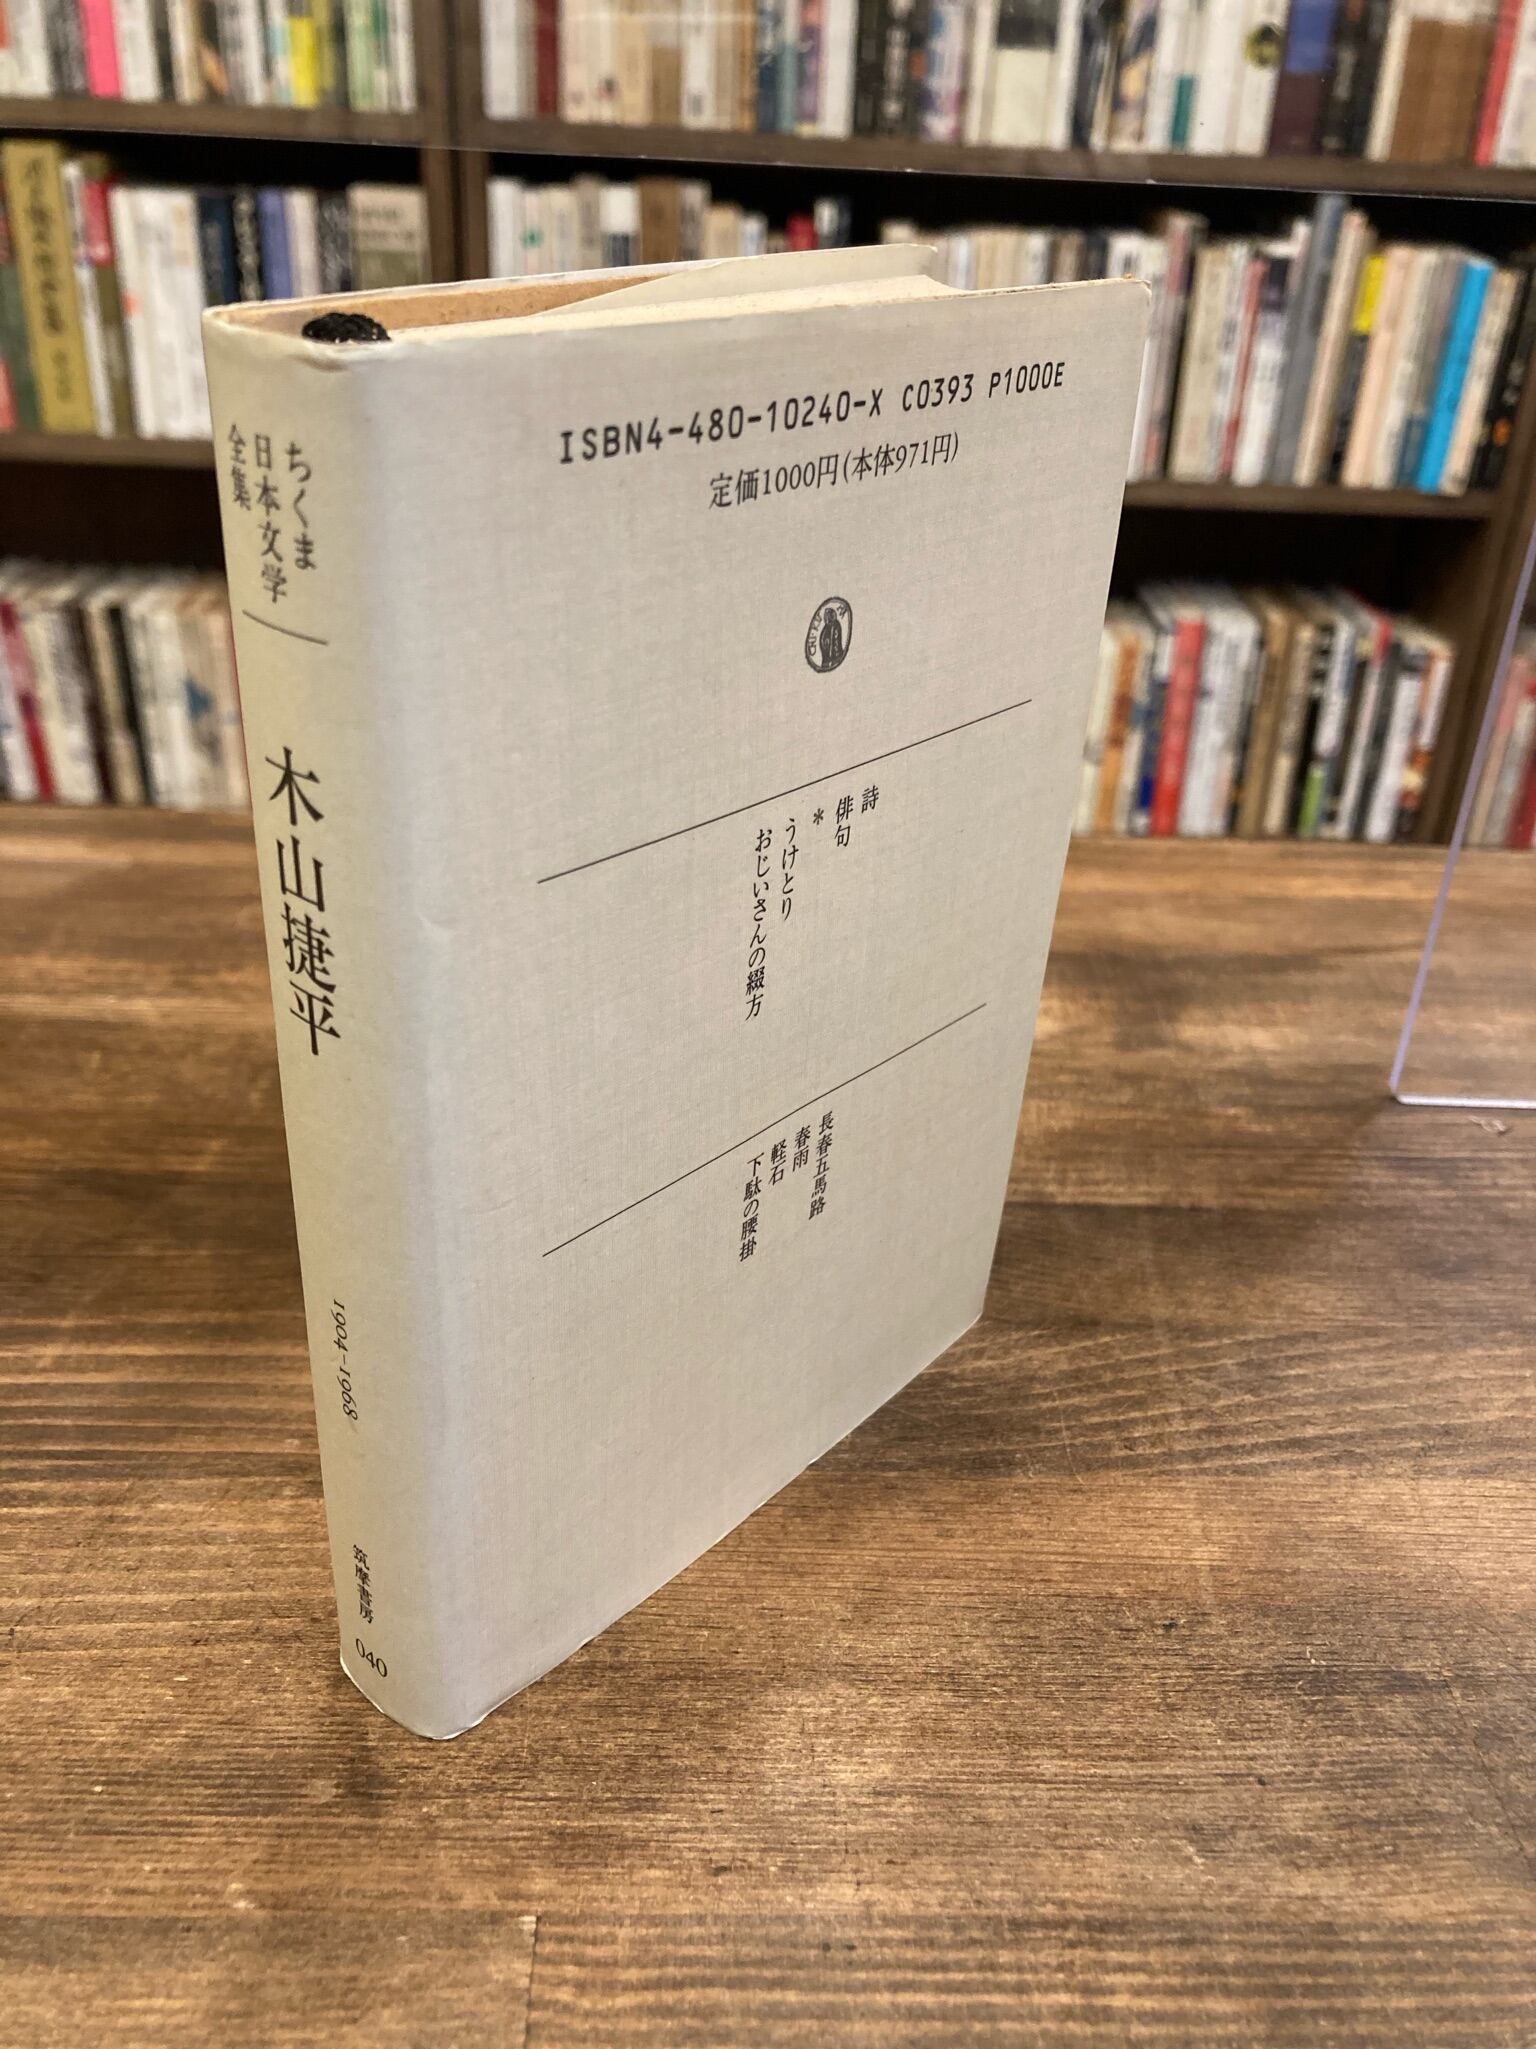 ちくま
日本文学
全集
木山捷平
1904–1968
筑摩書房
040
ISBN4-480-10240-X C0393 P1000E
定価1000円(本体971円)
詩
俳句
*
うけとり
おじいさんの綴方
長春五馬路
春雨
軽石
下駄の腰掛